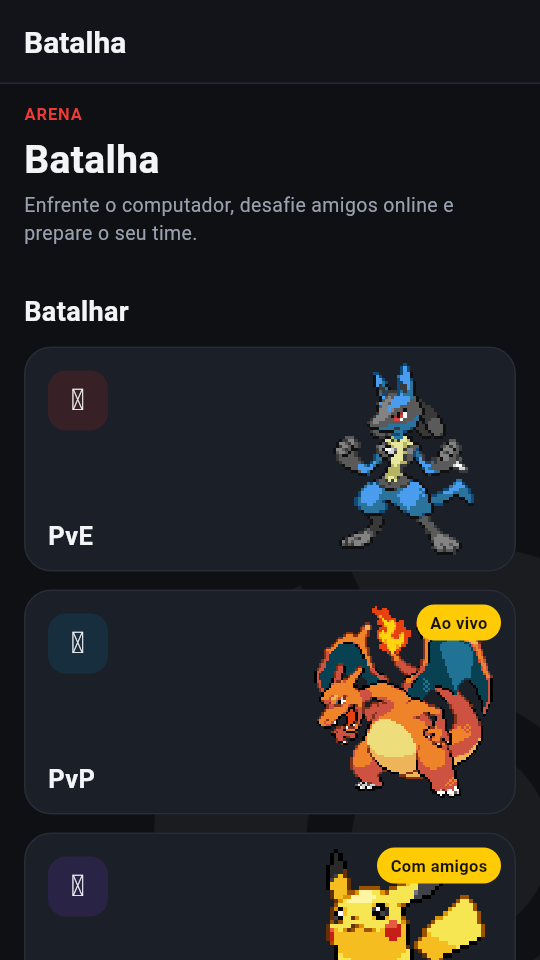 Batalha
ARENA
Batalha
Enfrente o computador, desafie amigos online e
prepare o seu time.
Batalhar
PvE
Ao vivo
PvP
Com amigos